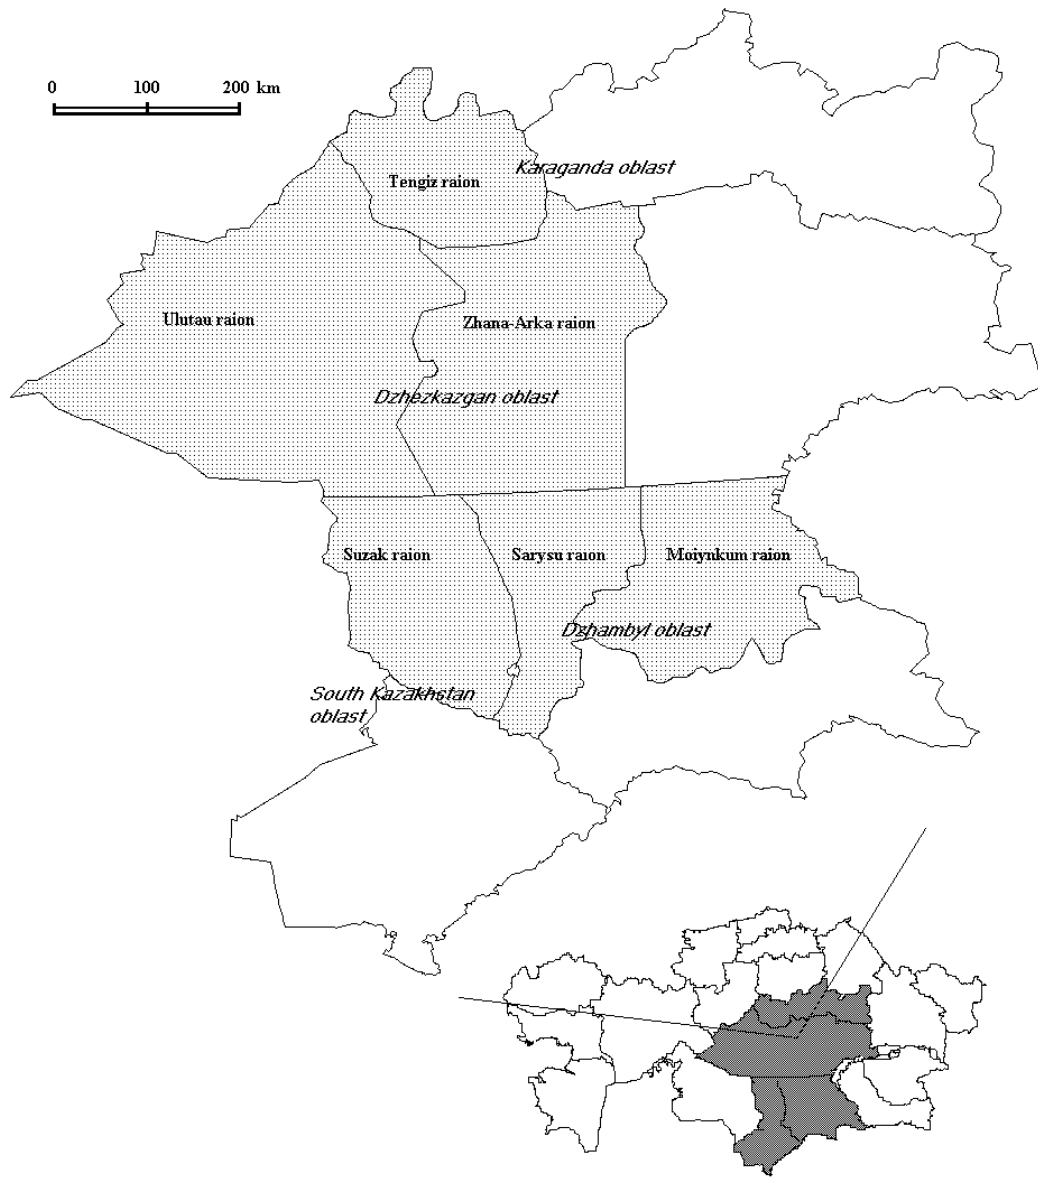 0 100 200 km
Karaganda oblast
Tengiz raion
Ulutau raion
Zhana-Arka raion
Dzhezkazgan oblast
Suzak raion
Sarysu raion
Moiynkum raion
Dzhambyl oblast
South Kazakhstan
oblast